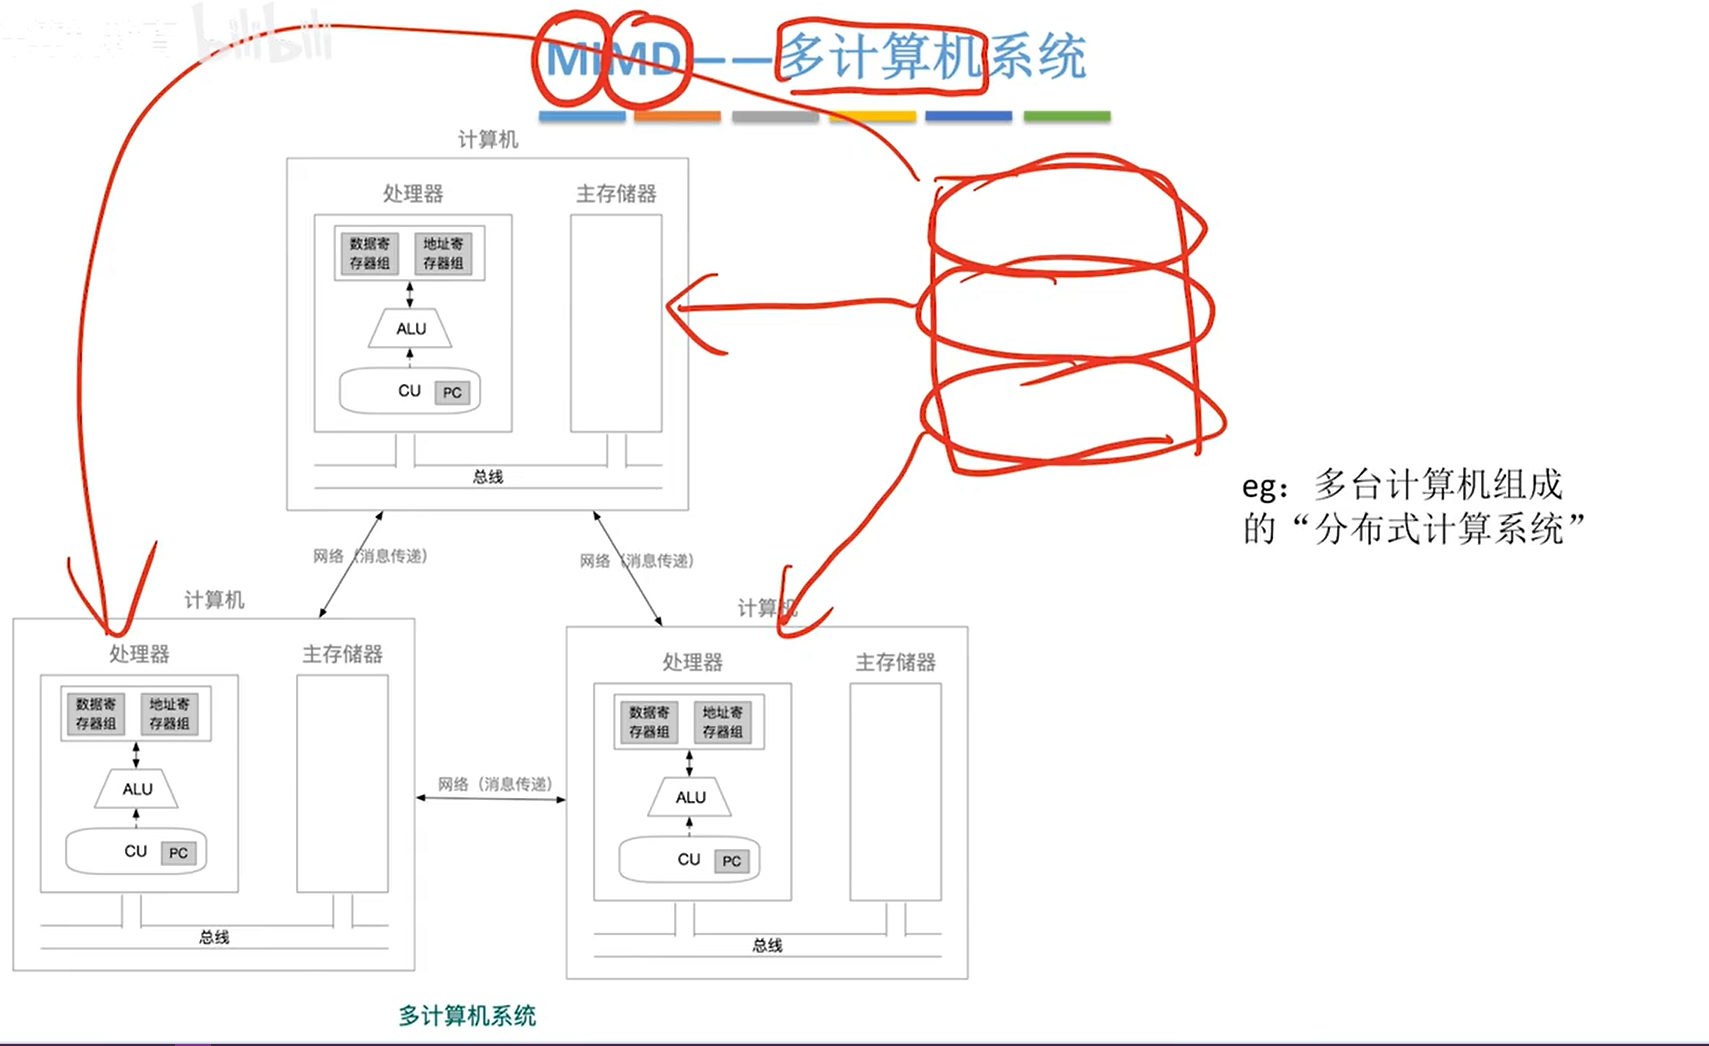 bilibili
MIMD——多计算机系统
计算机
处理器
主存储器
数据寄
存器组
地址寄
存器组
ALU
CU
PC
总线
eg：多台计算机组成
的“分布式计算系统”
网络（消息传递）
网络（消息传递）
计算机
处理器
主存储器
数据寄
存器组
地址寄
存器组
ALU
CU
PC
总线
网络（消息传递）
计算机
处理器
主存储器
数据寄
存器组
地址寄
存器组
ALU
CU
PC
总线
多计算机系统